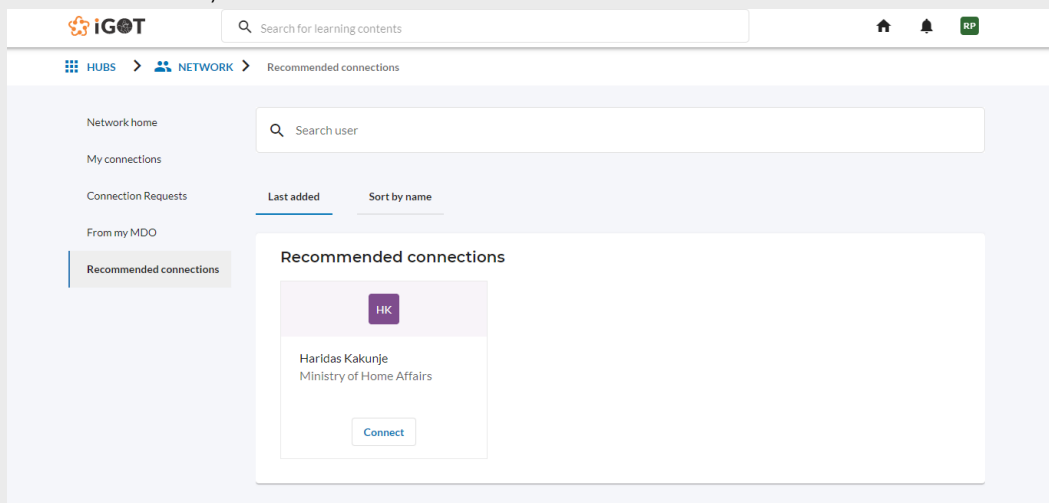 iGOT
Search for learning contents
RP
HUBS
NETWORK
Recommended connections
Network home
My connections
Connection Requests
From my MDO
Recommended connections
Search user
Last added
Sort by name
Recommended connections
HK
Haridas Kakunje
Ministry of Home Affairs
Connect